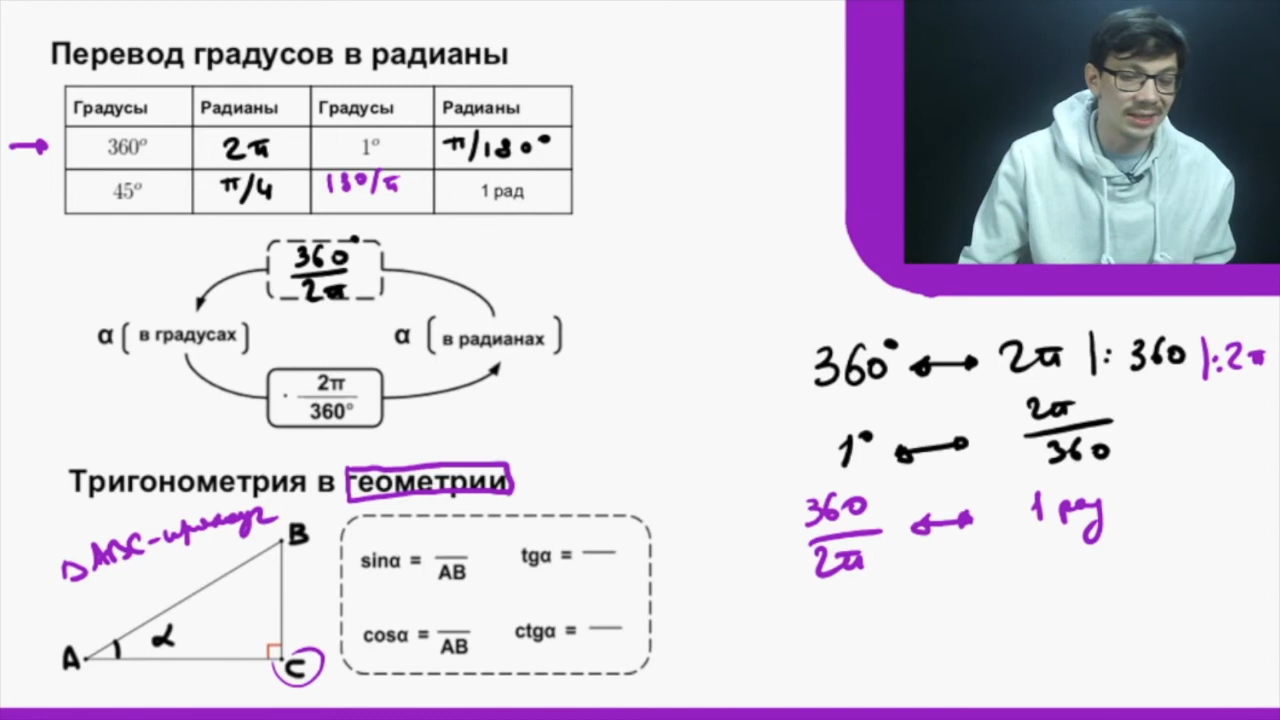 Перевод градусов в радианы
Градусы Радианы Градусы Радианы
360° 2π 1° π/180°
45° π/4 180/π 1 рад
360°
2π
α ( в градусах ) α ( в радианах )
· 2π
360°
Тригонометрия в геометрии
△ABC-прямоуг
B
A α C
sinα = — tgα = —
AB
cosα = — ctgα = —
AB
360° ↔ 2π |: 360 |:2π
1° ↔ 2π
360
360 ↔ 1 рад
2π